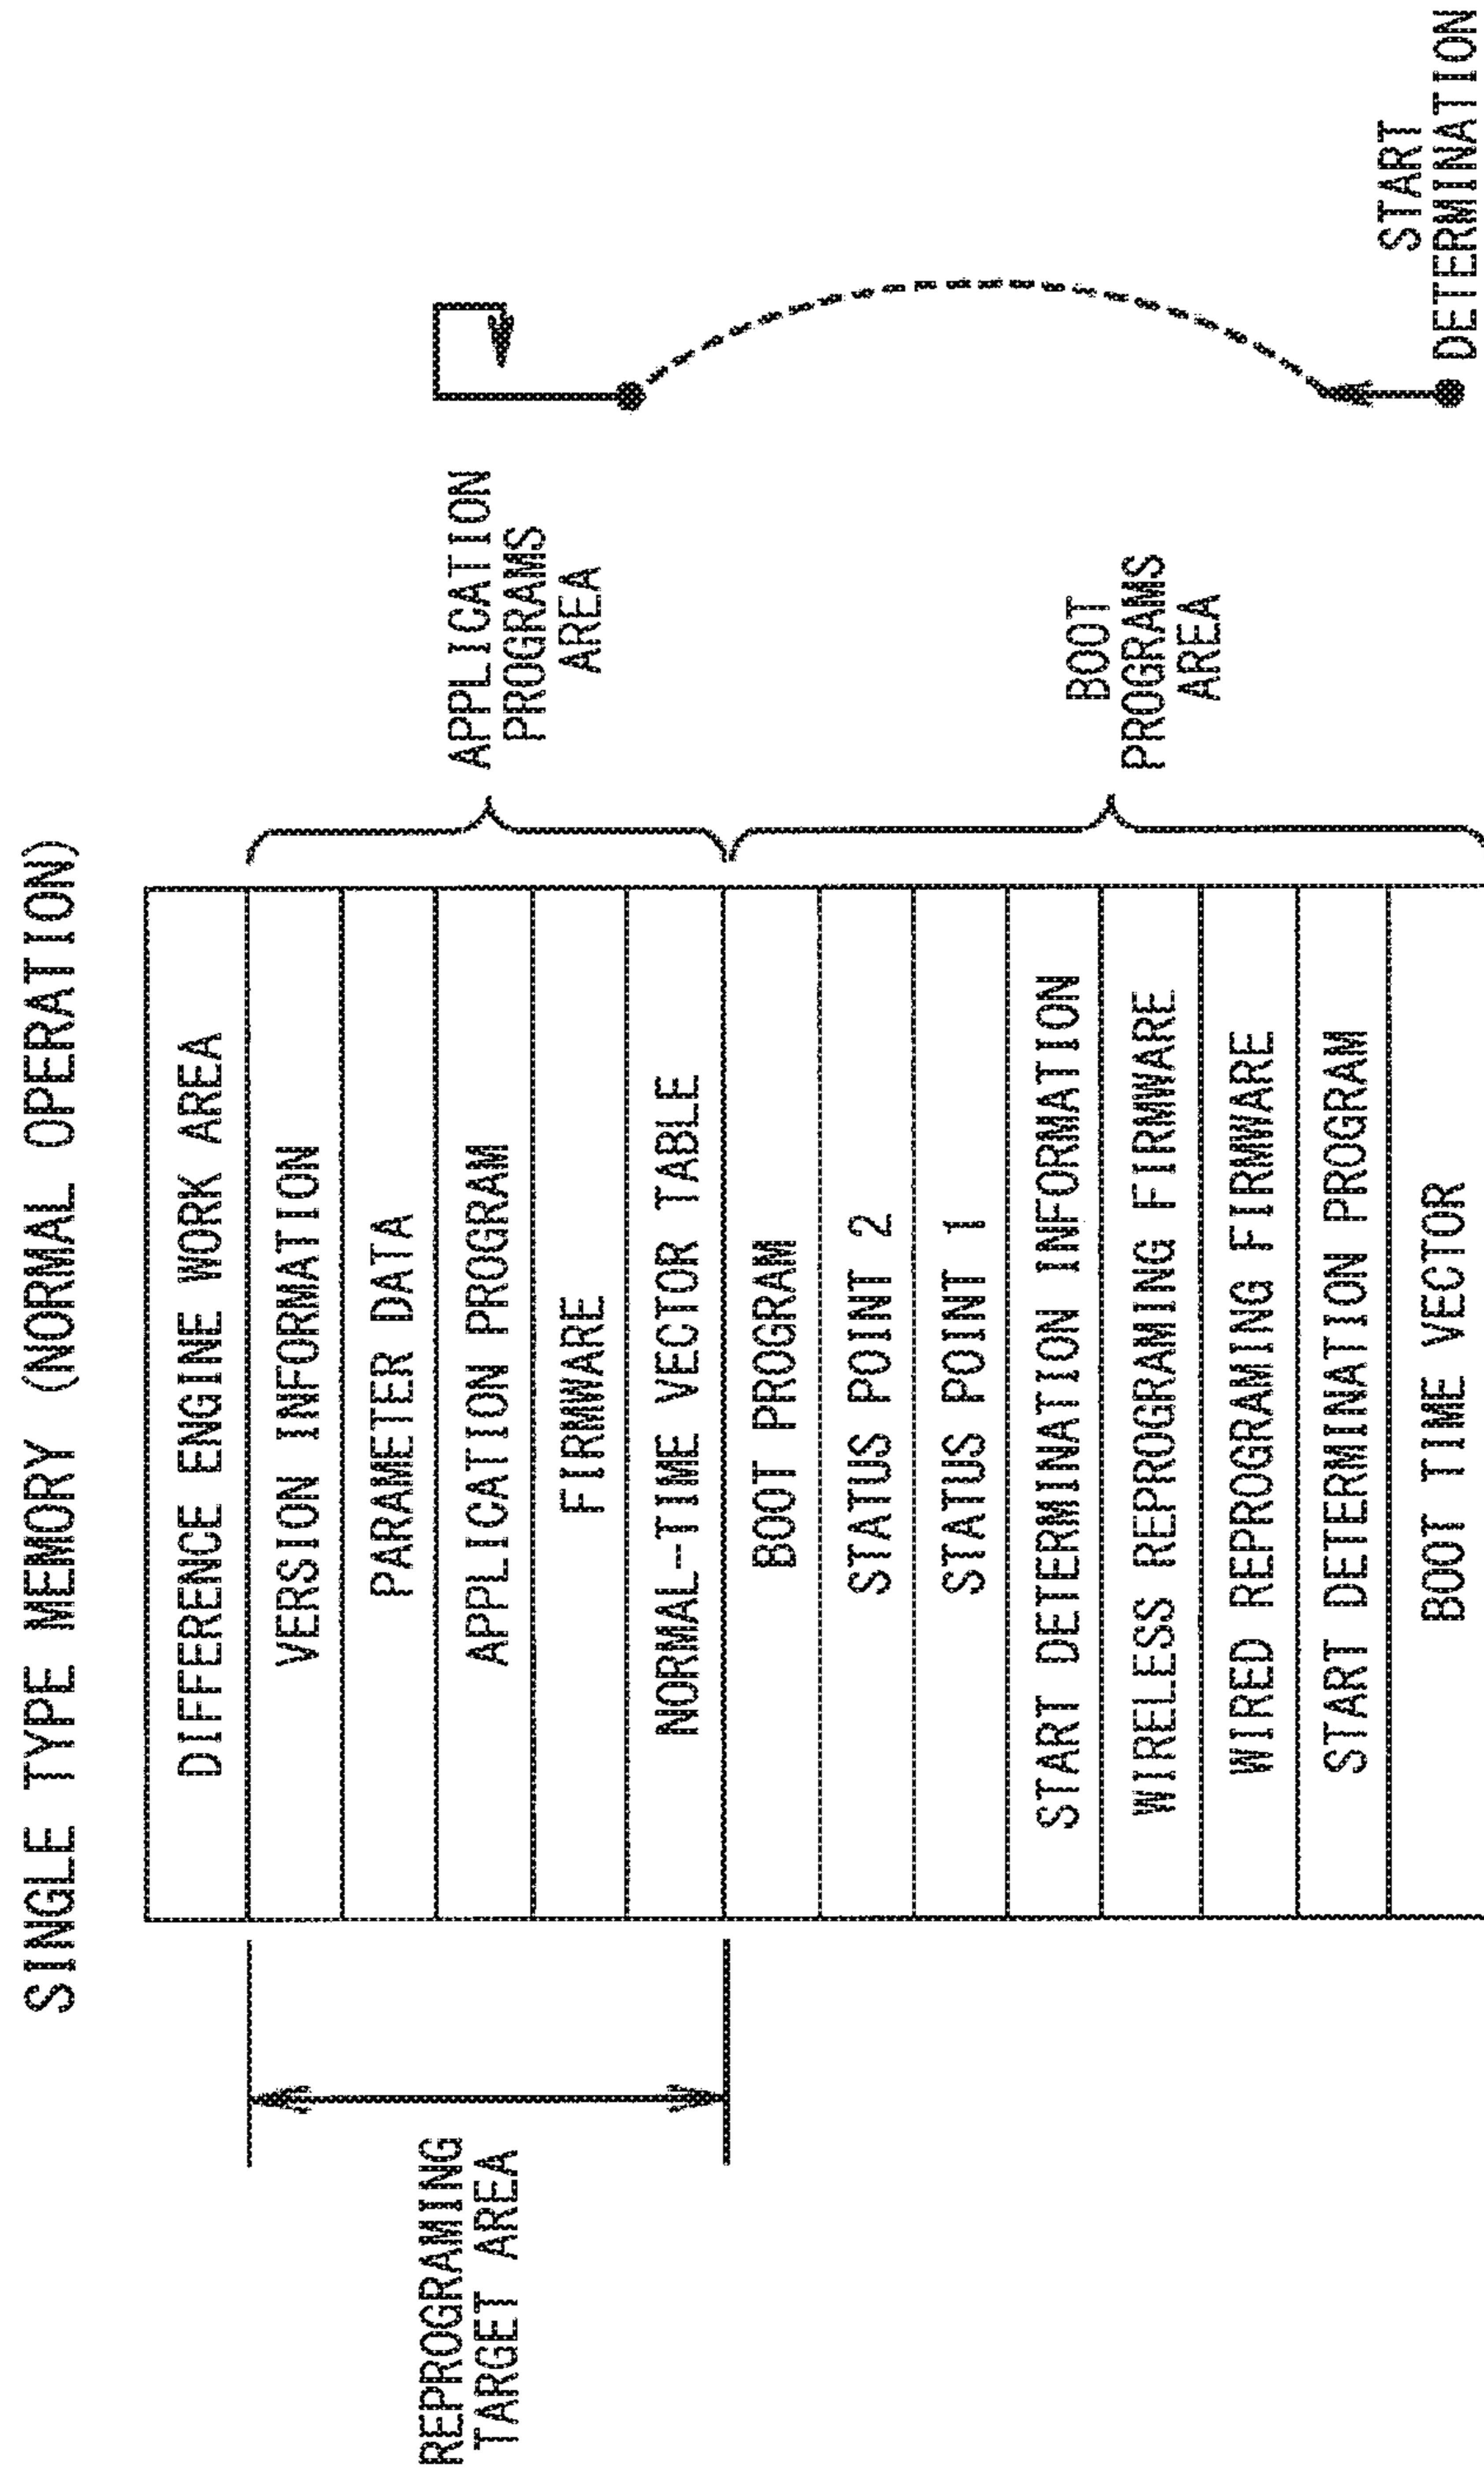 SINGLE TYPE MEMORY (NORMAL OPERATION)
DIFFERENCE ENGINE WORK AREA
VERSION INFORMATION
PARAMETER DATA
APPLICATION PROGRAM
FIRMWARE
NORMAL-TIME VECTOR TABLE
BOOT PROGRAM
STATUS POINT 2
STATUS POINT 1
START DETERMINATION INFORMATION
WIRELESS REPROGRAMING FIRMWARE
WIRED REPROGRAMING FIRMWARE
START DETERMINATION PROGRAM
BOOT TIME VECTOR
REPROGRAMING
TARGET AREA
APPLICATION
PROGRAMS
AREA
BOOT
PROGRAMS
AREA
START
DETERMINATION